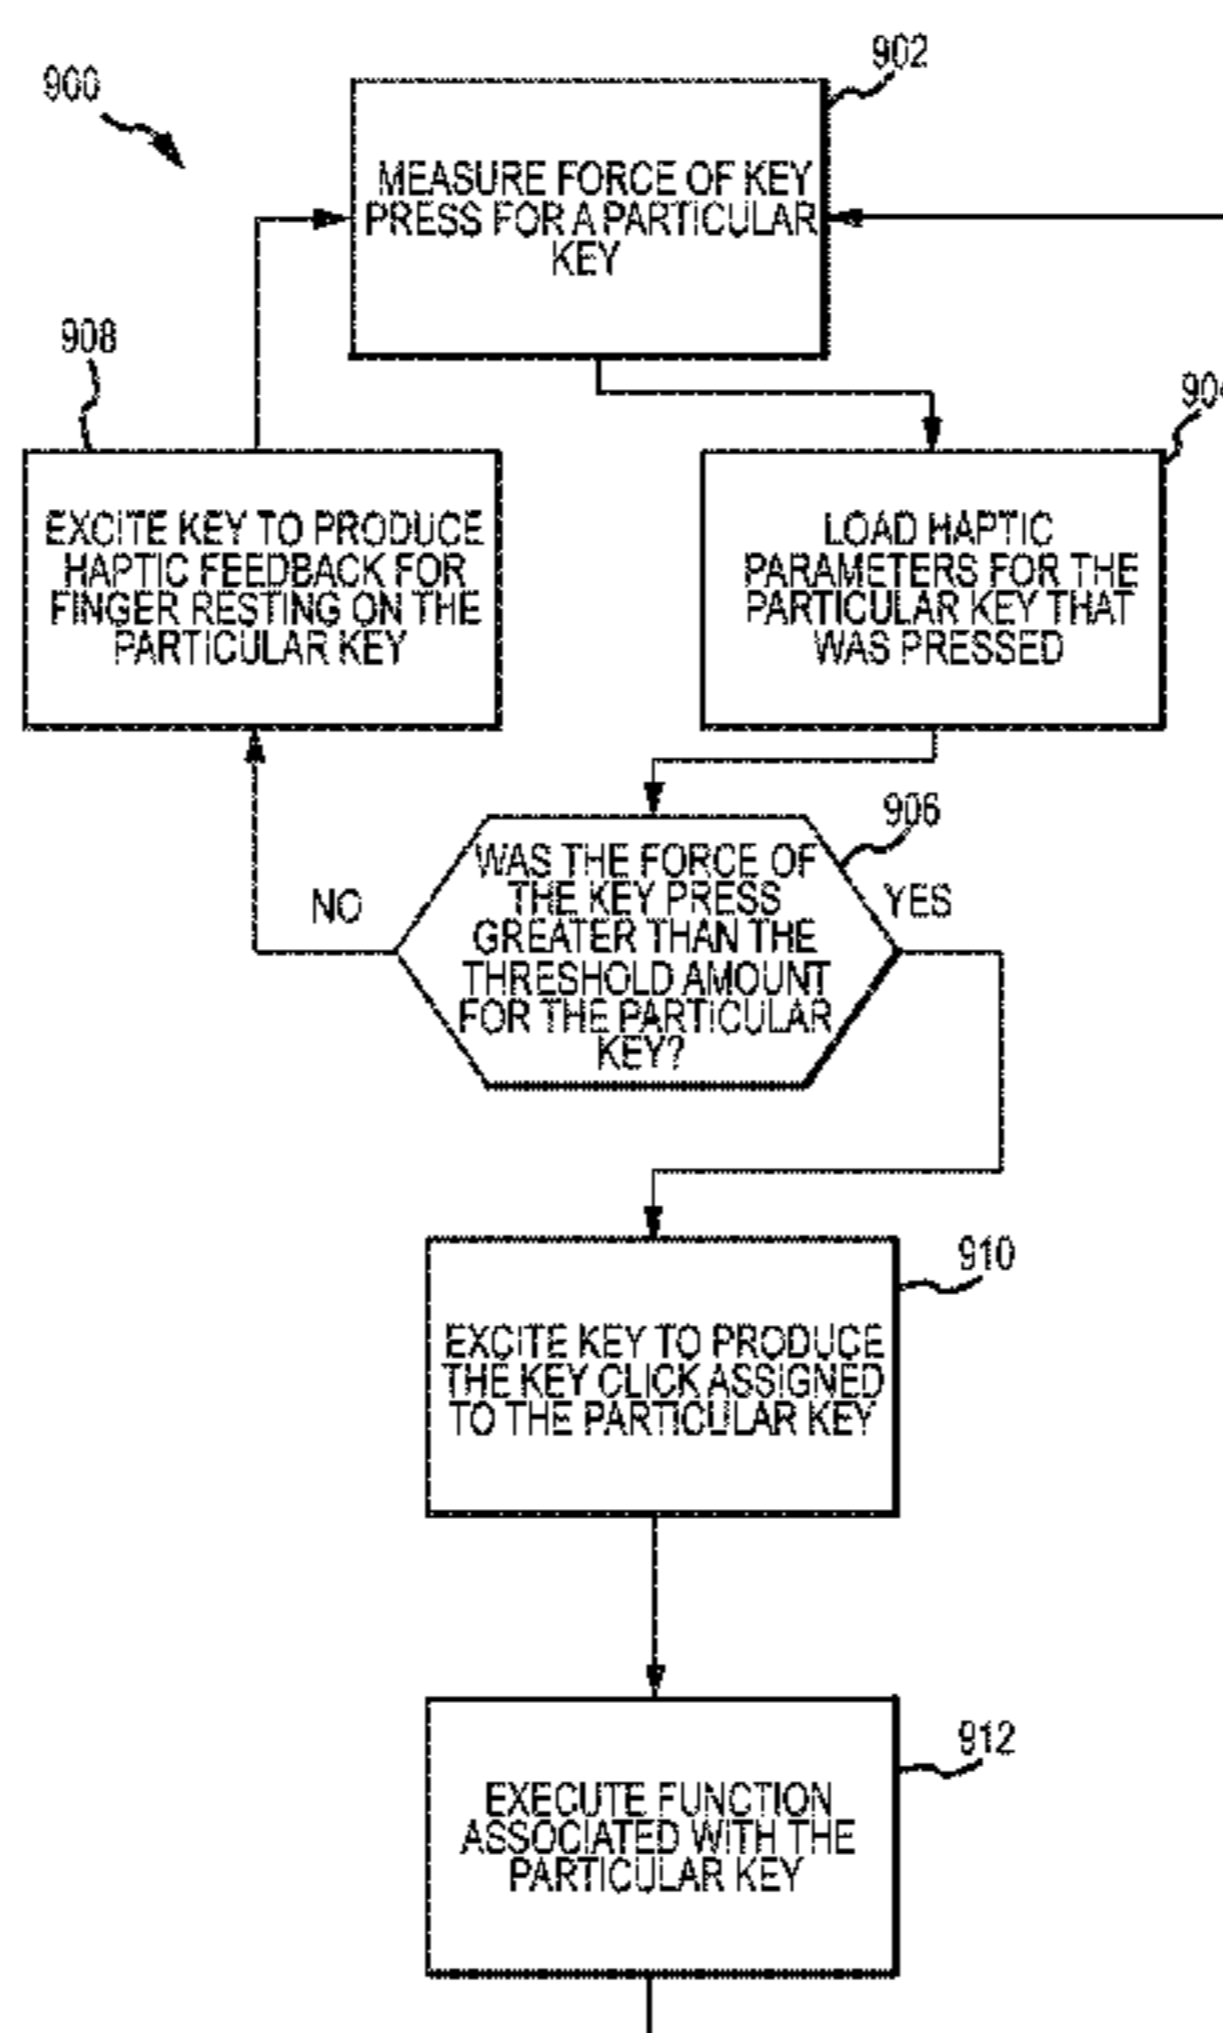 900
902
MEASURE FORCE OF KEY
PRESS FOR A PARTICULAR
KEY
908
EXCITE KEY TO PRODUCE
HAPTIC FEEDBACK FOR
FINGER RESTING ON THE
PARTICULAR KEY
LOAD HAPTIC
PARAMETERS FOR THE
PARTICULAR KEY THAT
WAS PRESSED
906
NO
WAS THE FORCE OF
THE KEY PRESS
GREATER THAN THE
THRESHOLD AMOUNT
FOR THE PARTICULAR
KEY?
YES
910
EXCITE KEY TO PRODUCE
THE KEY CLICK ASSIGNED
TO THE PARTICULAR KEY
912
EXECUTE FUNCTION
ASSOCIATED WITH THE
PARTICULAR KEY